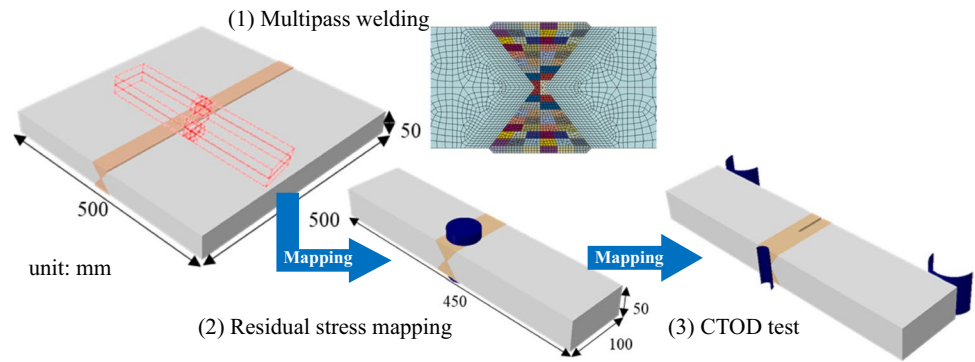 (1) Multipass welding
50
500
500
Mapping
Mapping
unit: mm
450
50
100
(2) Residual stress mapping
(3) CTOD test